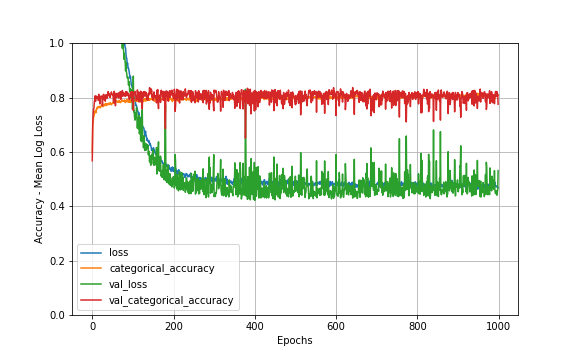 1.0
0.8
0.6
0.4
0.2
0.0
Accuracy - Mean Log Loss
loss
categorical_accuracy
val_loss
val_categorical_accuracy
0 200 400 600 800 1000
Epochs